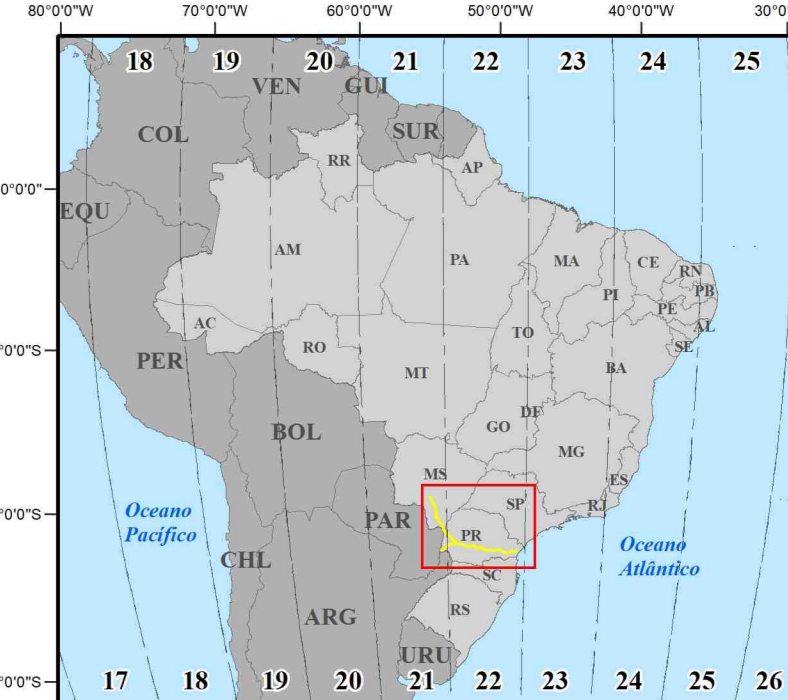 80°0'0"W 70°0'0"W 60°0'0"W 50°0'0"W 40°0'0"W 30°0'
18 19 20 21 22 23 24 25
VEN GUI
COL SUR
RR AP
0°0'0"
EQU
AM PA MA CE RN
PI PB
PE
AC AL
RO TO SE
°0'0"S
PER MT BA
DF
GO
BOL MG
MS ES
SP RJ
°0'0"S
Oceano
Pacífico
PAR PR
Oceano
Atlântico
CHL SC
ARG RS
URU
°0'0"S
17 18 19 20 21 22 23 24 25 26